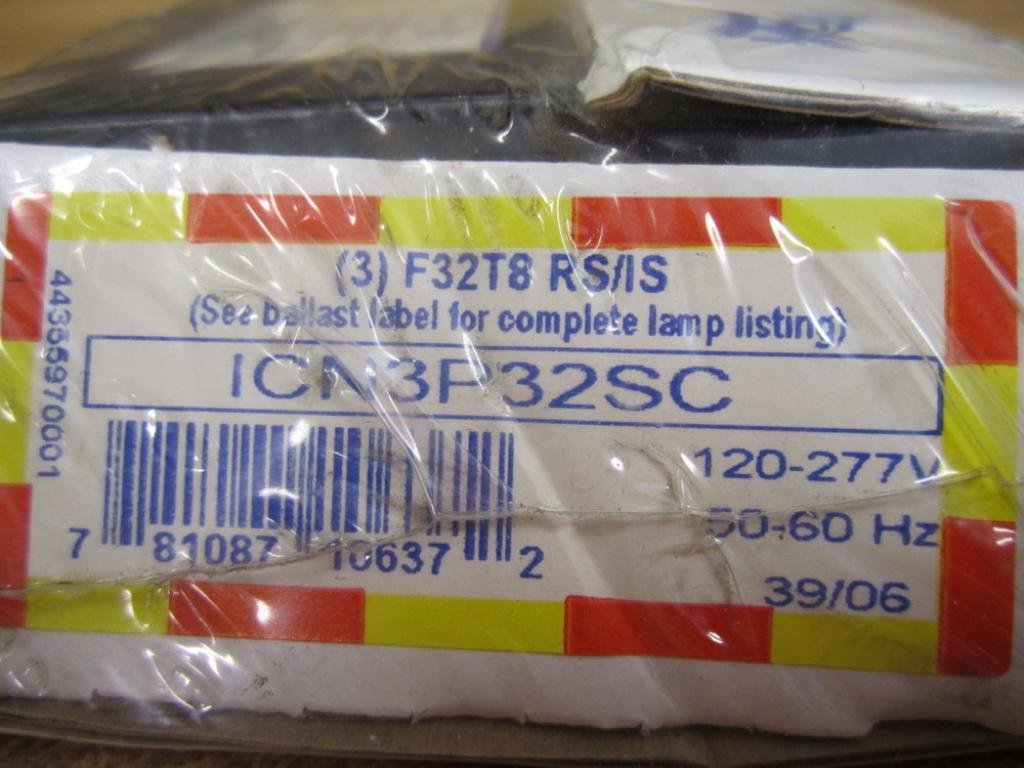 (3) F32T8 RS/IS
(See ballast label for complete lamp listing)
ICN3P32SC
443655970001
120-277V
50-60 Hz
7 81087 10637 2
39/06